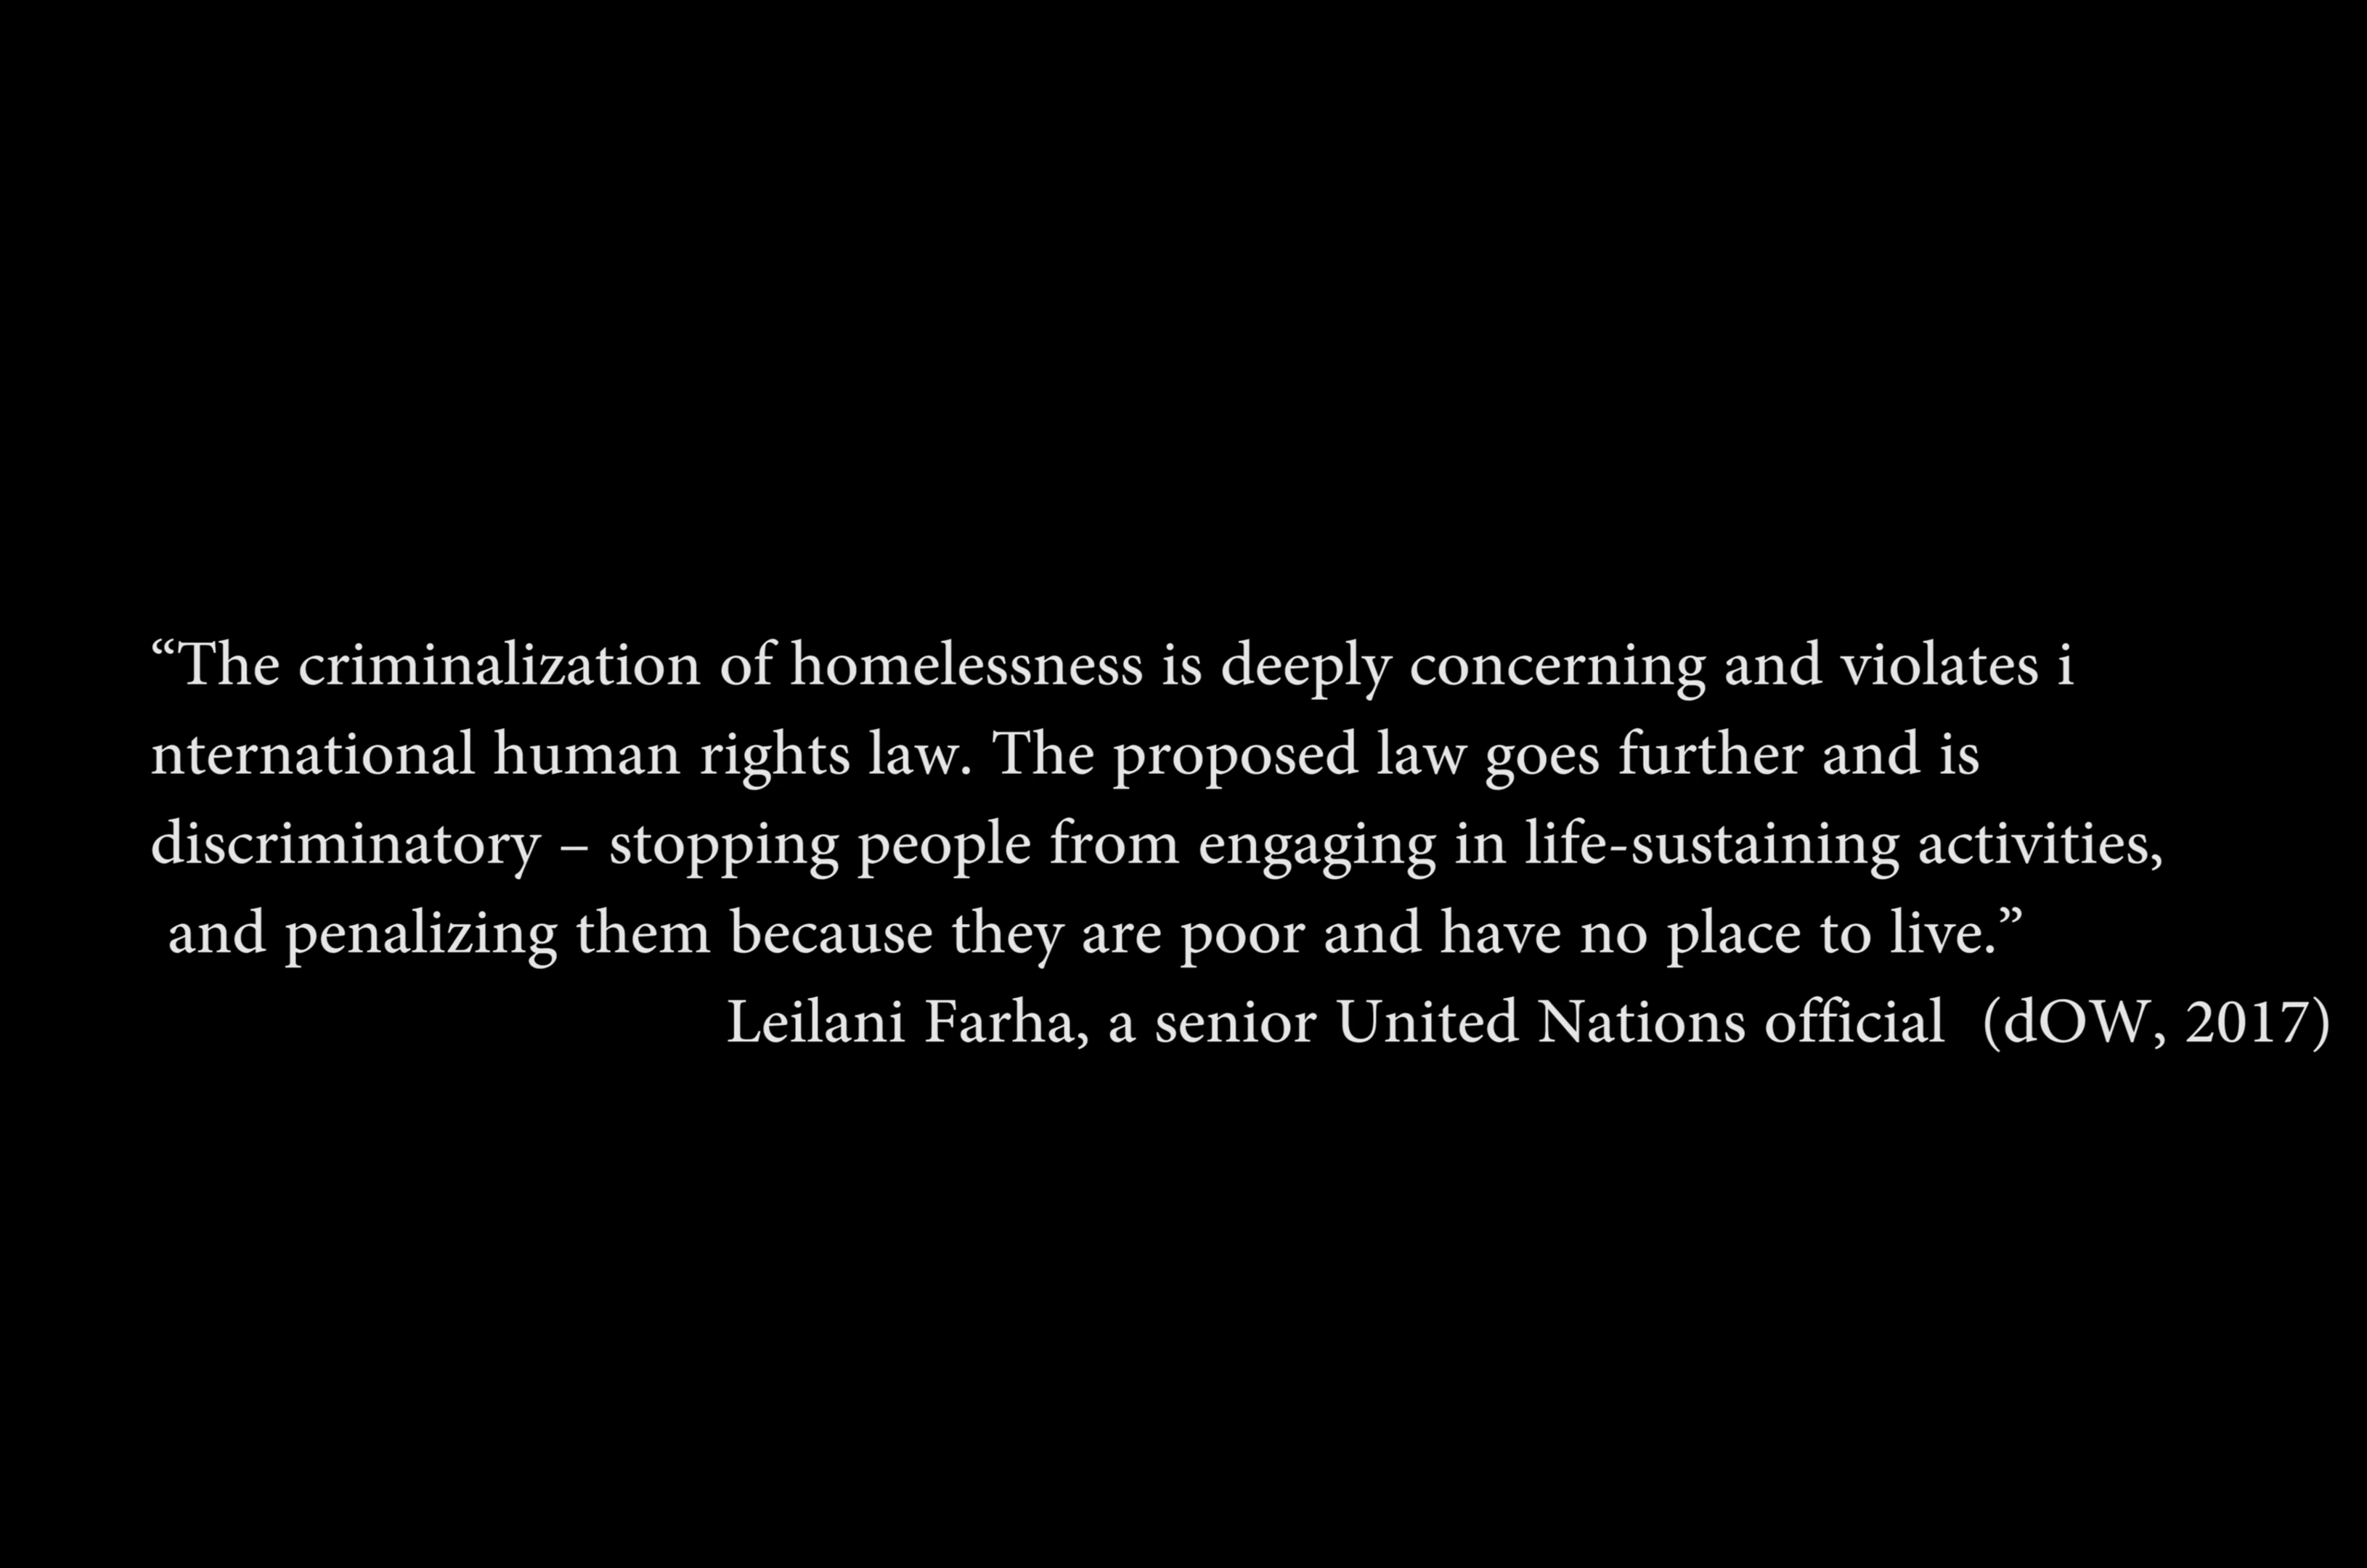 “The criminalization of homelessness is deeply concerning and violates i
nternational human rights law. The proposed law goes further and is
discriminatory – stopping people from engaging in life-sustaining activities,
and penalizing them because they are poor and have no place to live.”
Leilani Farha, a senior United Nations official  (dOW, 2017)